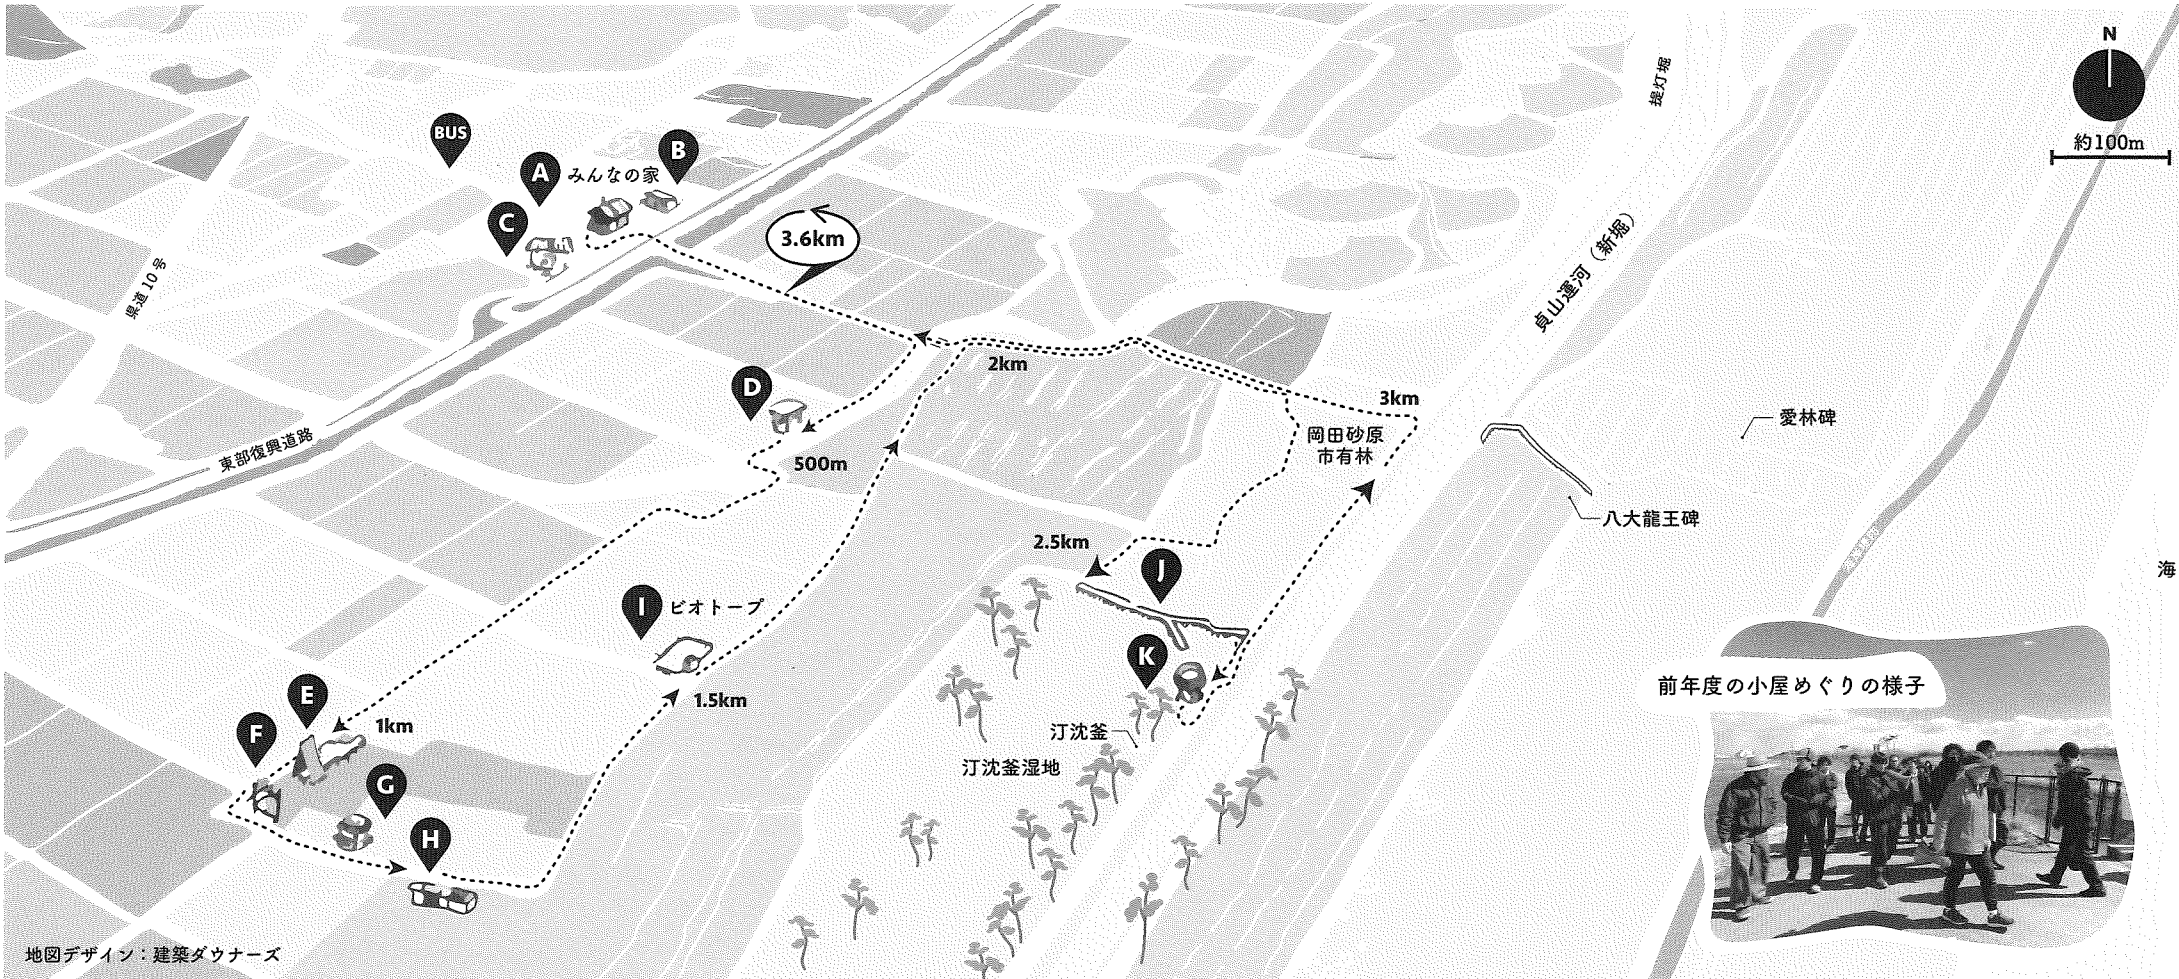 N
約100m
提灯堀
BUS
A
みんなの家
B
C
3.6km
県道10号
貞山運河（新堀）
2km
D
3km
愛林碑
岡田砂原
市有林
東部復興道路
500m
八大龍王碑
2.5km
J
海
I
ビオトープ
K
E
1km
1.5km
F
汀沈釜
汀沈釜湿地
G
H
前年度の小屋めぐりの様子
地図デザイン：建築ダウナーズ